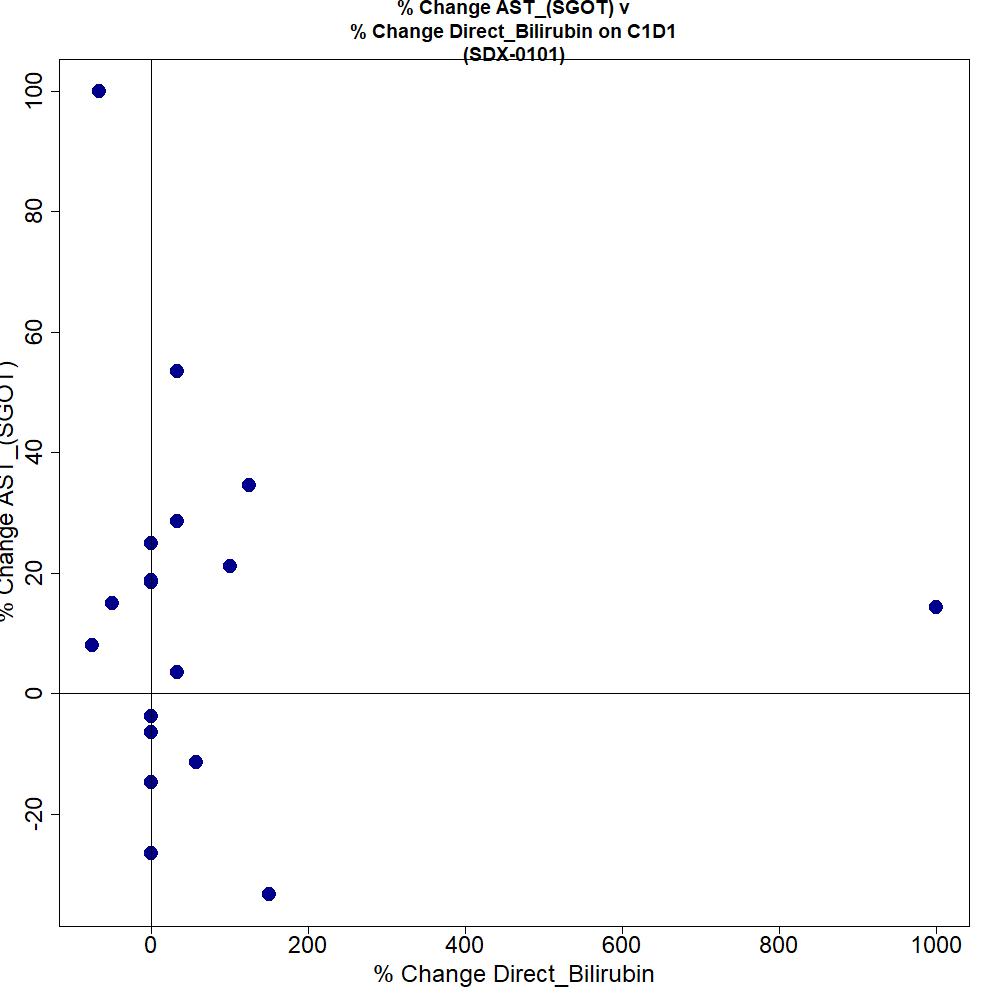 % Change AST_(SGOT) v
% Change Direct_Bilirubin on C1D1
(SDX-0101)
100
80
60
40
20
0
-20
% Change AST_(SGOT)
0 200 400 600 800 1000
% Change Direct_Bilirubin